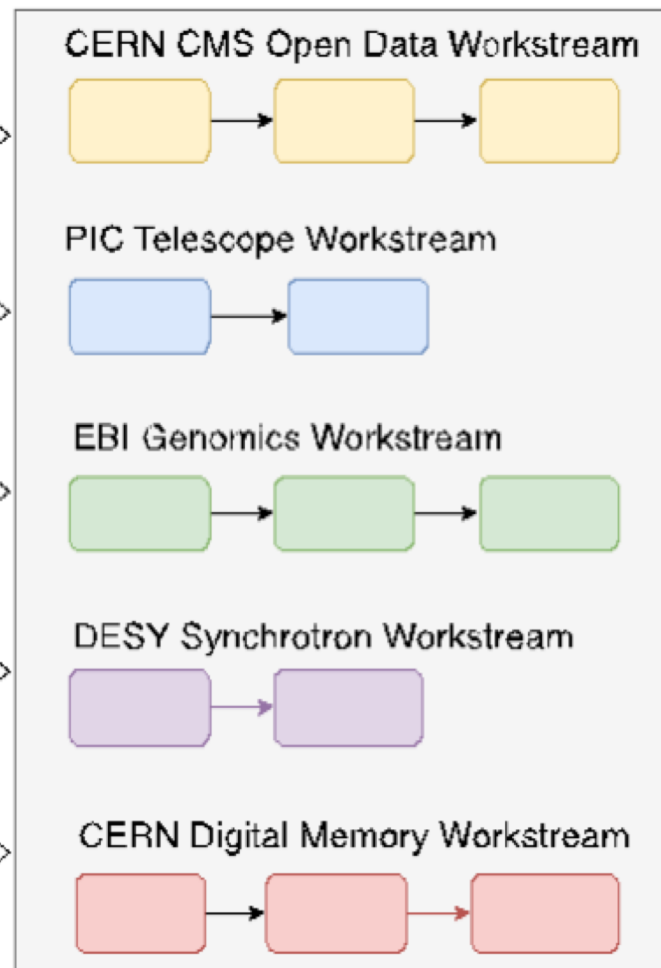 CERN CMS Open Data Workstream
PIC Telescope Workstream
EBI Genomics Workstream
DESY Synchrotron Workstream
CERN Digital Memory Workstream